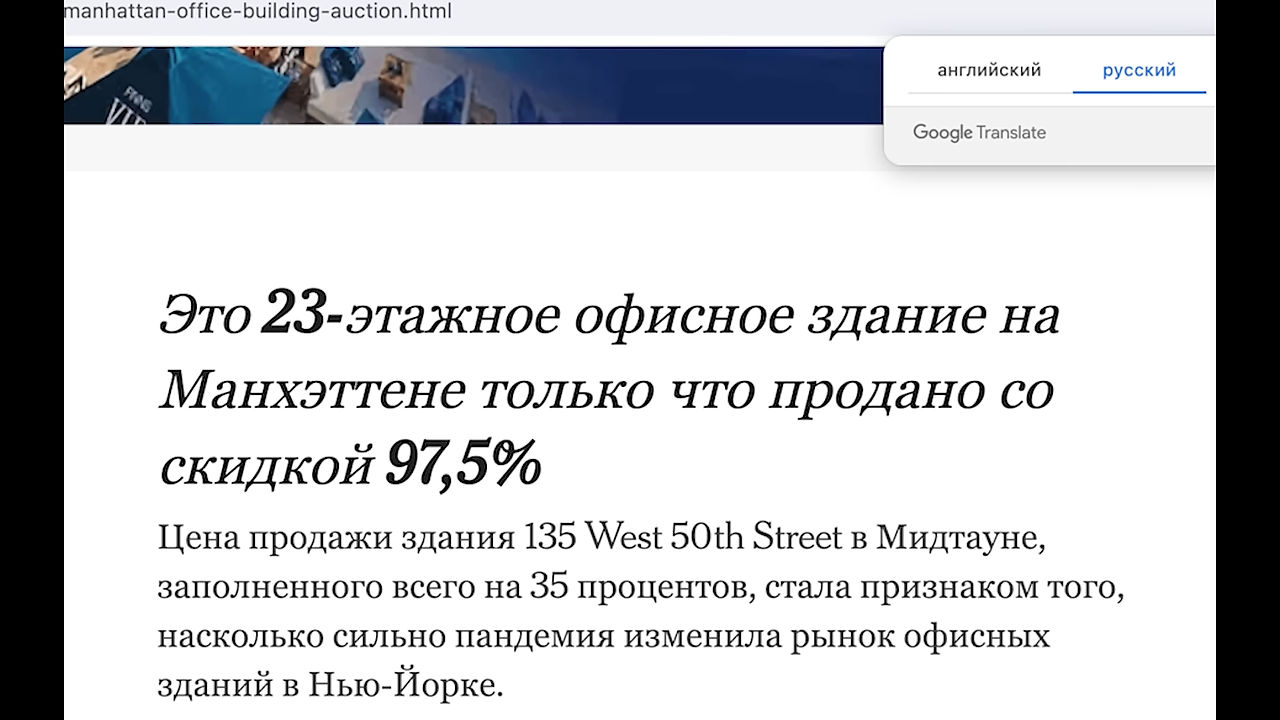 manhattan-office-building-auction.html
английский русский
Google Translate
Это 23-этажное офисное здание на
Манхэттене только что продано со
скидкой 97,5%
Цена продажи здания 135 West 50th Street в Мидтауне,
заполненного всего на 35 процентов, стала признаком того,
насколько сильно пандемия изменила рынок офисных
зданий в Нью-Йорке.